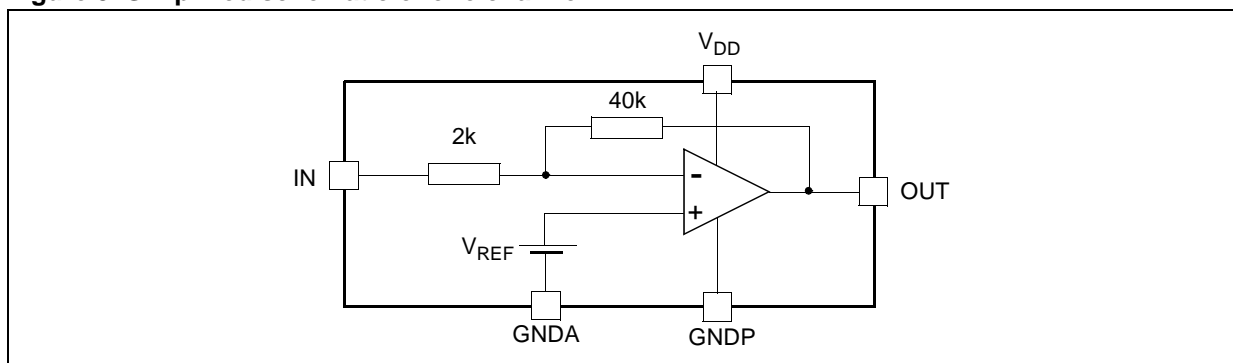 V_DD
40k
2k
IN
-
+
OUT
V_REF
GNDA
GNDP